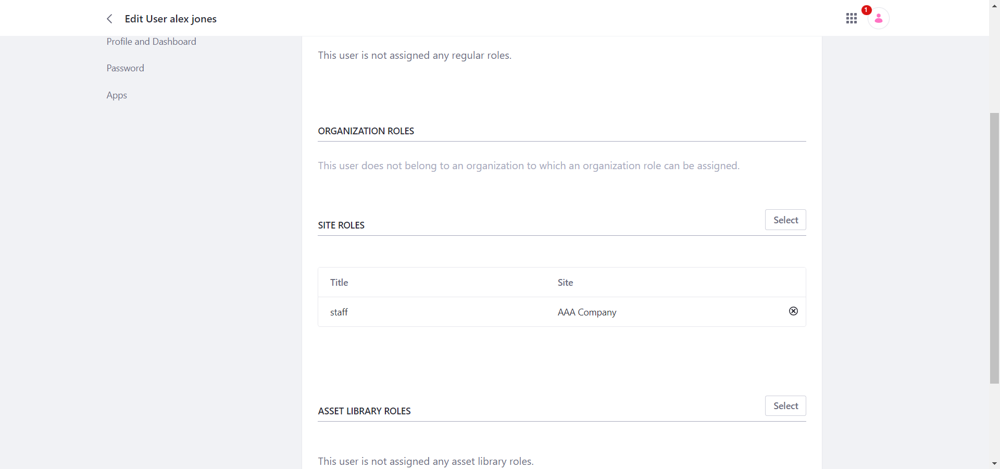 Edit User alex jones
1
Profile and Dashboard
Password
Apps
This user is not assigned any regular roles.
ORGANIZATION ROLES
This user does not belong to an organization to which an organization role can be assigned.
SITE ROLES
Select
Title Site
staff AAA Company
ASSET LIBRARY ROLES
Select
This user is not assigned any asset library roles.